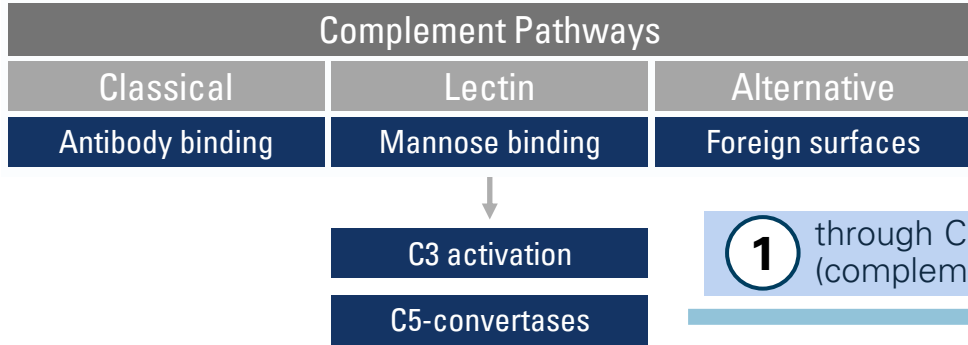 Complement Pathways
Classical
Lectin
Alternative
Antibody binding
Mannose binding
Foreign surfaces
C3 activation
1
through C
(complem
C5-convertases